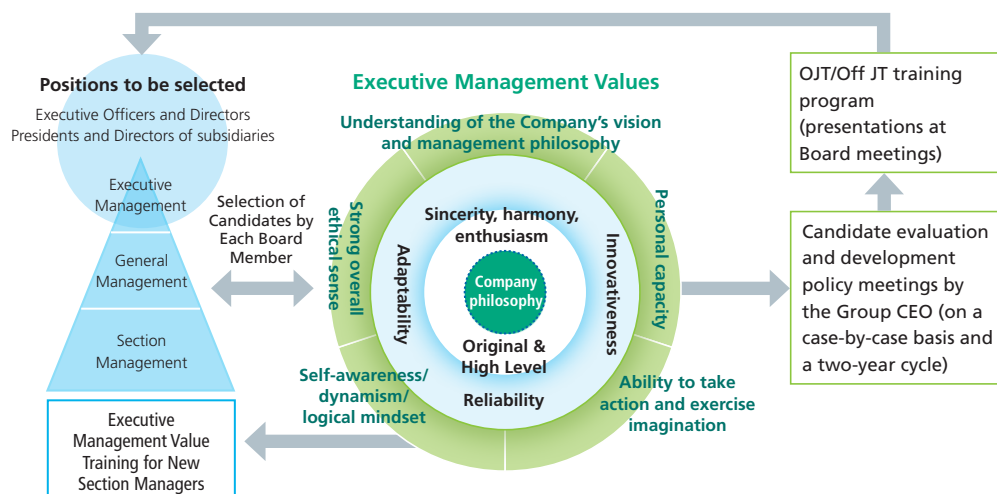 Positions to be selected
Executive Officers and Directors
Presidents and Directors of subsidiaries
Executive
Management
General
Management
Section
Management
Executive
Management Value
Training for New
Section Managers
Selection of
Candidates by
Each Board
Member
Executive Management Values
Understanding of the Company's vision
and management philosophy
Strong overall
ethical sense
Personal capacity
Self-awareness/
dynamism/
logical mindset
Ability to take
action and exercise
imagination
Adaptability
Innovativeness
Reliability
Sincerity, harmony,
enthusiasm
Company
philosophy
Original &
High Level
OJT/Off JT training
program
(presentations at
Board meetings)
Candidate evaluation
and development
policy meetings by
the Group CEO (on a
case-by-case basis and
a two-year cycle)